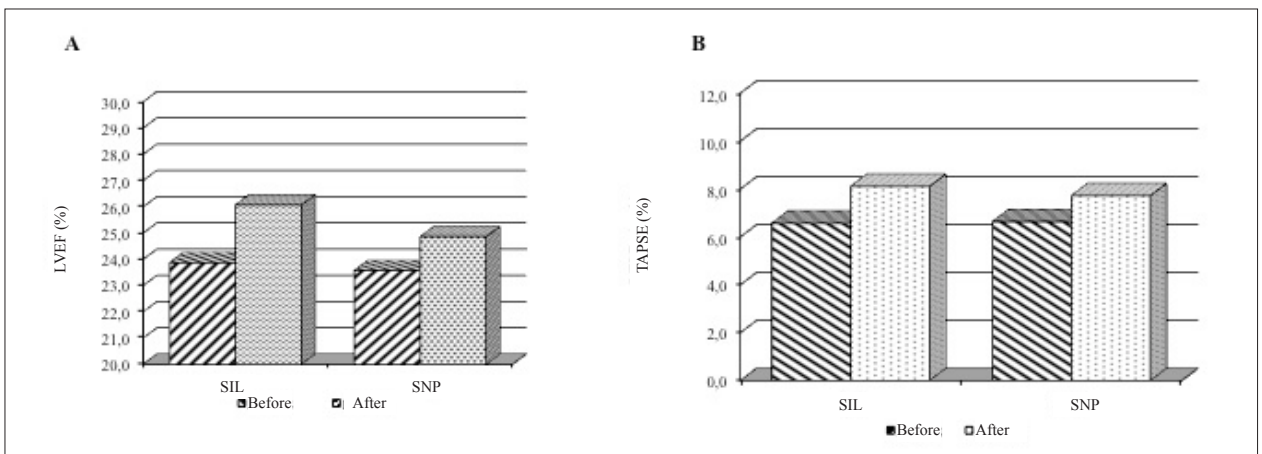 A
30,0
29,0
28,0
27,0
26,0
25,0
24,0
23,0
22,0
21,0
20,0
LVEF (%)
SIL
SNP
Before
After
B
12,0
10,0
8,0
6,0
4,0
2,0
0,0
TAPSE (%)
SIL
SNP
Before
After